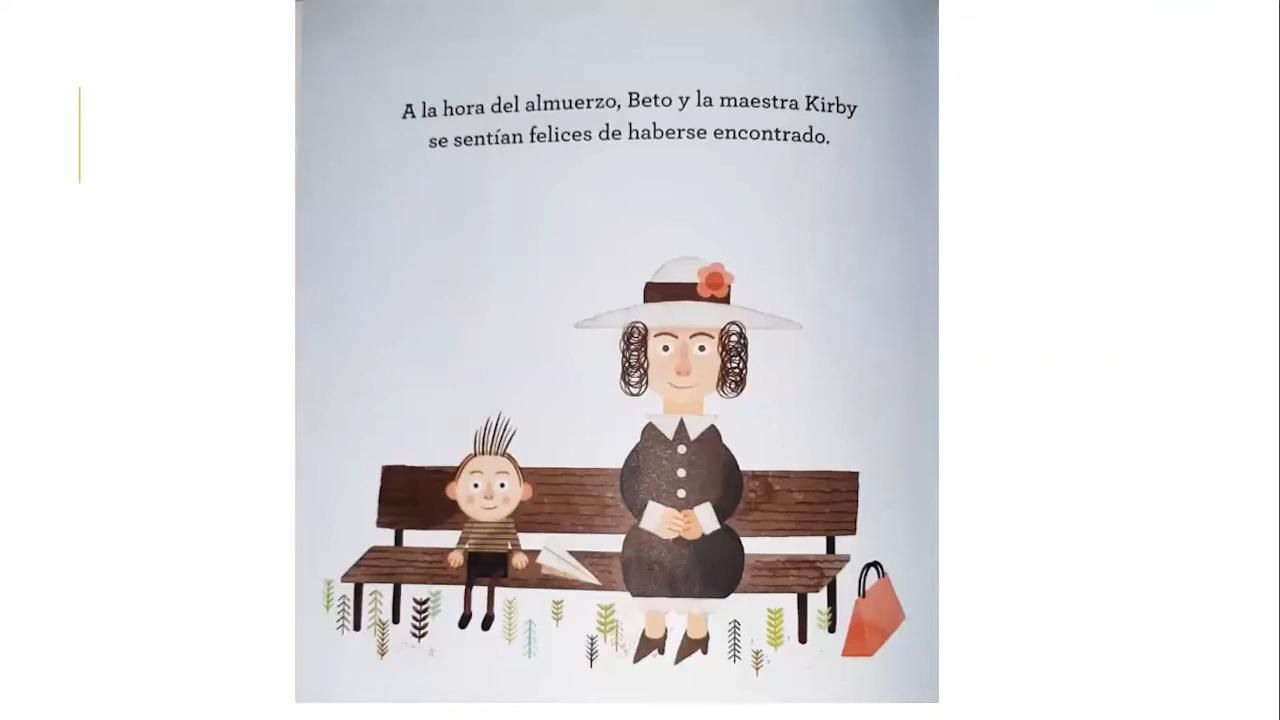 A la hora del almuerzo, Beto y la maestra Kirby
se sentían felices de haberse encontrado.